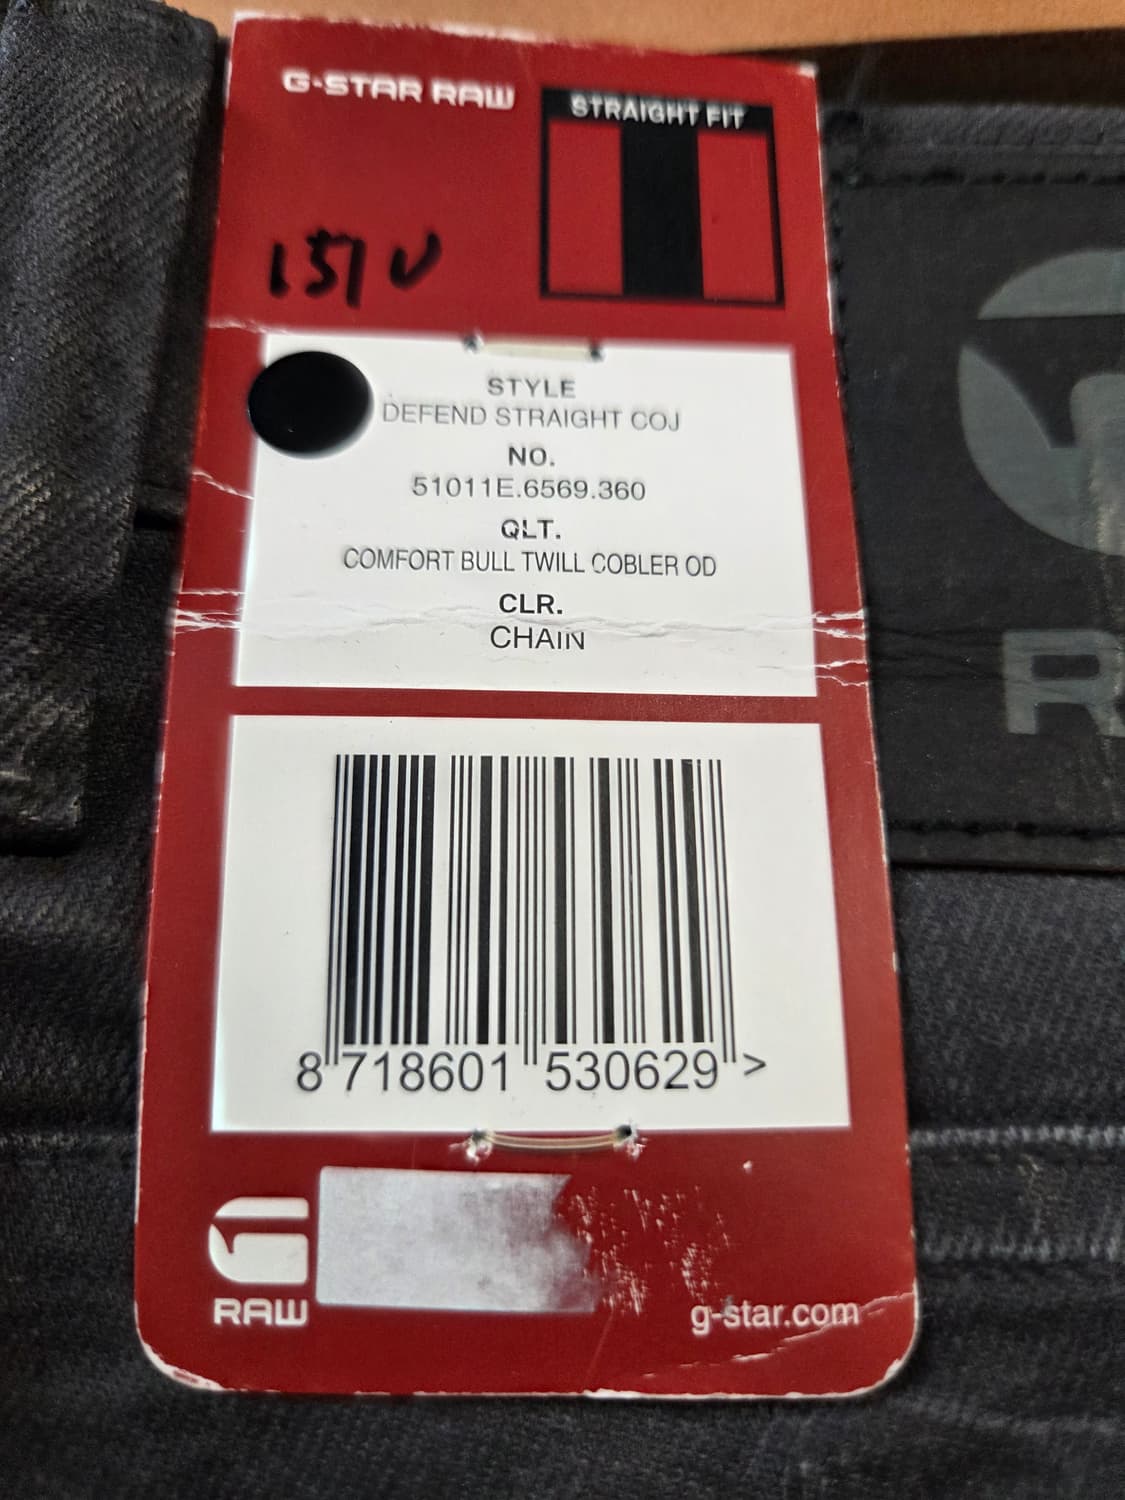 G-STAR RAW
STRAIGHT FIT
STYLE
DEFEND STRAIGHT COJ
NO.
51011E.6569.360
QLT.
COMFORT BULL TWILL COBLER OD
CLR.
CHAIN
8 718601 530629 >
RAW
g-star.com
R